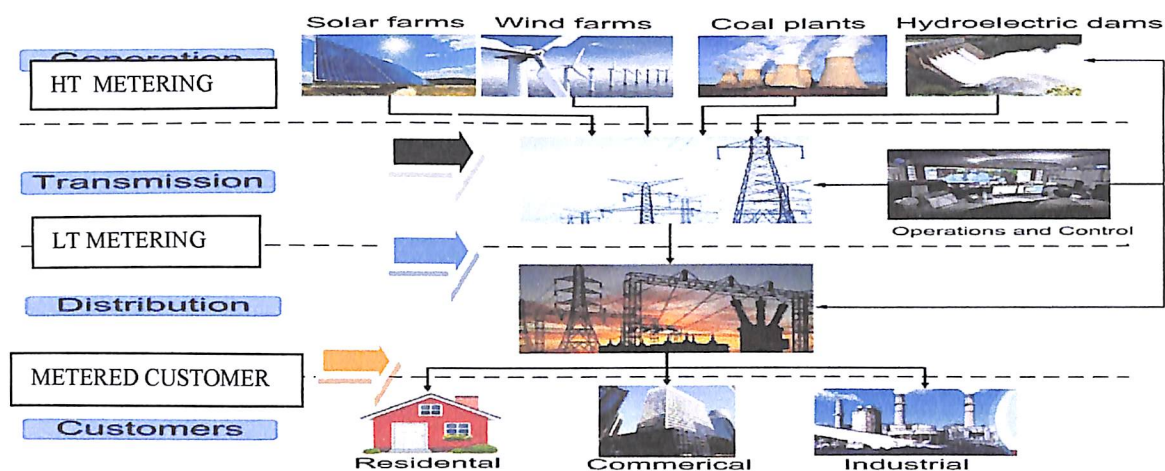 Solar farms Wind farms Coal plants Hydroelectric dams
Generation
HT METERING
Transmission
Operations and Control
LT METERING
Distribution
METERED CUSTOMER
Customers
Residental Commerical Industrial